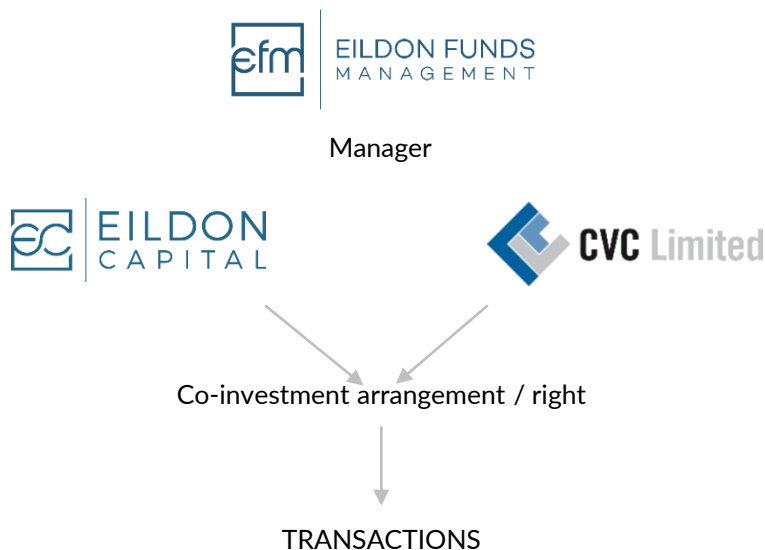 efm
EILDON FUNDS
MANAGEMENT
Manager
EC
EILDON
CAPITAL
CVC Limited
Co-investment arrangement / right
TRANSACTIONS